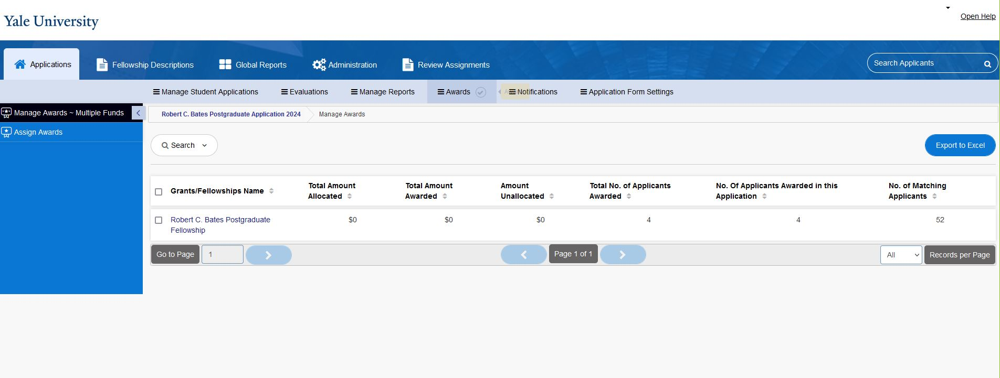 Yale University
Open Help
Applications
Fellowship Descriptions
Global Reports
Administration
Review Assignments
Search Applicants
Manage Student Applications
Evaluations
Manage Reports
Awards
Notifications
Application Form Settings
Manage Awards ~ Multiple Funds
Assign Awards
Robert C. Bates Postgraduate Application 2024
Manage Awards
Search
Export to Excel
Grants/Fellowships Name
Total Amount
Allocated
Total Amount
Awarded
Amount
Unallocated
Total No. of Applicants
Awarded
No. Of Applicants Awarded in this
Application
No. of Matching
Applicants
Robert C. Bates Postgraduate
Fellowship
$0
$0
$0
4
4
52
Go to Page
1
Page 1 of 1
All
Records per Page